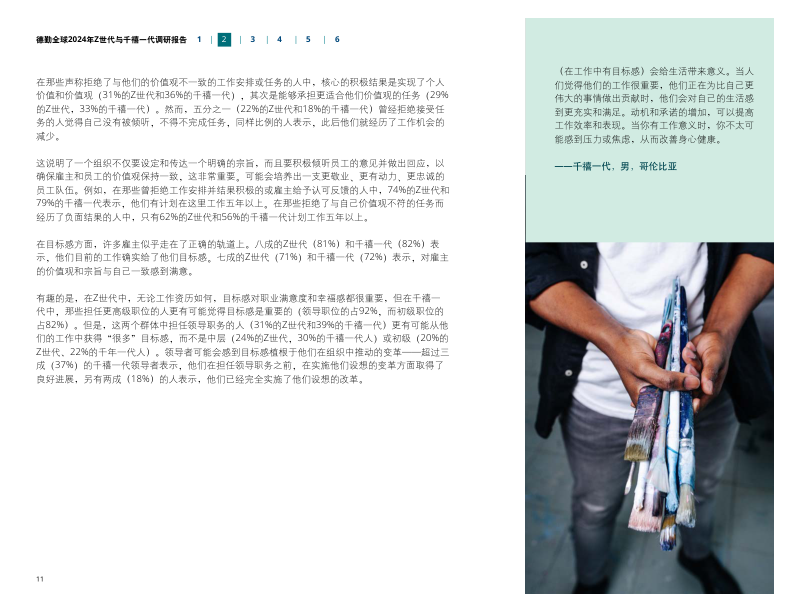 德勤全球2024年Z世代与千禧一代调研报告 1 | 2 | 3 | 4 | 5 | 6
在那些声称拒绝了与他们的价值观不一致的工作安排或任务的人中，核心的积极结果是实现了个人
价值和价值观（31%的Z世代和36%的千禧一代），其次是能够承担更适合他们价值观的任务（29%
的Z世代，33%的千禧一代）。然而，五分之一（22%的Z世代和18%的千禧一代）曾经拒绝接受任
务的人觉得自己没有被倾听，不得不完成任务，同样比例的人表示，此后他们就经历了工作机会的
减少。
这说明了一个组织不仅要设定和传达一个明确的宗旨，而且要积极倾听员工的意见并做出回应，以
确保雇主和员工的价值观保持一致，这非常重要。可能会培养出一支更敬业、更有动力、更忠诚的
员工队伍。例如，在那些曾拒绝工作安排并结果积极的或雇主给予认可反馈的人中，74%的Z世代和
79%的千禧一代表示，他们有计划在这里工作五年以上。在那些拒绝了与自己价值观不符的任务而
经历了负面结果的人中，只有62%的Z世代和56%的千禧一代计划工作五年以上。
在目标感方面，许多雇主似乎走在了正确的轨道上。八成的Z世代（81%）和千禧一代（82%）表
示，他们目前的工作确实给了他们目标感。七成的Z世代（71%）和千禧一代（72%）表示，对雇主
的价值观和宗旨与自己一致感到满意。
有趣的是，在Z世代中，无论工作资历如何，目标感对职业满意度和幸福感都很重要，但在千禧一
代中，那些担任更高级职位的人更有可能觉得目标感是重要的（领导职位的占92%，而初级职位的
占82%）。但是，这两个群体中担任领导职务的人（31%的Z世代和39%的千禧一代）更有可能从他
们的工作中获得“很多”目标感，而不是中层（24%的Z世代，30%的千禧一代人）或初级（20%的
Z世代、22%的千年一代人）。领导者可能会感到目标感植根于他们在组织中推动的变革——超过三
成（37%）的千禧一代领导者表示，他们在担任领导职务之前，在实施他们设想的变革方面取得了
良好进展，另有两成（18%）的人表示，他们已经完全实施了他们设想的改革。
（在工作中有目标感）会给生活带来意义。当人
们觉得他们的工作很重要，他们正在为比自己更
伟大的事情做出贡献时，他们会对自己的生活感
到更充实和满足。动机和承诺的增加，可以提高
工作效率和表现。当你有工作意义时，你不太可
能感到压力或焦虑，从而改善身心健康。
——千禧一代，男，哥伦比亚
11